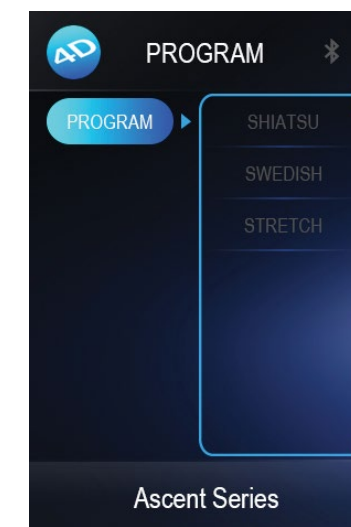 4D
PROGRAM
PROGRAM
SHIATSU
SWEDISH
STRETCH
Ascent Series